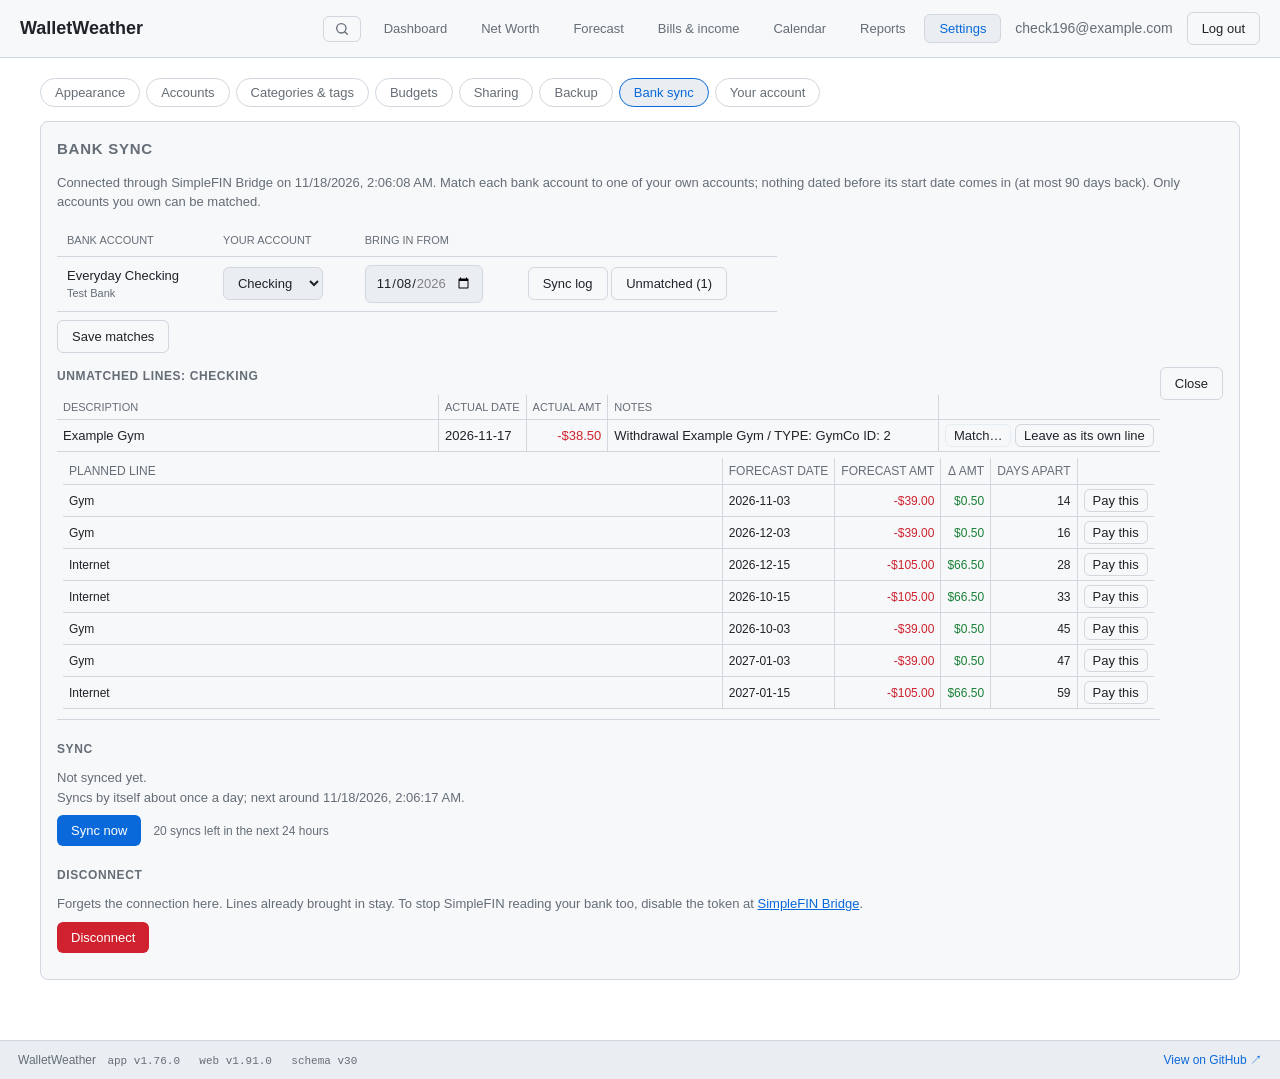 WalletWeather
Dashboard Net Worth Forecast Bills & income Calendar Reports Settings check196@example.com Log out
Appearance Accounts Categories & tags Budgets Sharing Backup Bank sync Your account
BANK SYNC
Connected through SimpleFIN Bridge on 11/18/2026, 2:06:08 AM. Match each bank account to one of your own accounts; nothing dated before its start date comes in (at most 90 days back). Only
accounts you own can be matched.
BANK ACCOUNT YOUR ACCOUNT BRING IN FROM
Everyday Checking Checking 11/08/2026 Sync log Unmatched (1)
Test Bank
Save matches
UNMATCHED LINES: CHECKING Close
DESCRIPTION ACTUAL DATE ACTUAL AMT NOTES
Example Gym 2026-11-17 -$38.50 Withdrawal Example Gym / TYPE: GymCo ID: 2 Match… Leave as its own line
PLANNED LINE FORECAST DATE FORECAST AMT Δ AMT DAYS APART
Gym 2026-11-03 -$39.00 $0.50 14 Pay this
Gym 2026-12-03 -$39.00 $0.50 16 Pay this
Internet 2026-12-15 -$105.00 $66.50 28 Pay this
Internet 2026-10-15 -$105.00 $66.50 33 Pay this
Gym 2026-10-03 -$39.00 $0.50 45 Pay this
Gym 2027-01-03 -$39.00 $0.50 47 Pay this
Internet 2027-01-15 -$105.00 $66.50 59 Pay this
SYNC
Not synced yet.
Syncs by itself about once a day; next around 11/18/2026, 2:06:17 AM.
Sync now 20 syncs left in the next 24 hours
DISCONNECT
Forgets the connection here. Lines already brought in stay. To stop SimpleFIN reading your bank too, disable the token at SimpleFIN Bridge.
Disconnect
WalletWeather app v1.76.0 web v1.91.0 schema v30 View on GitHub ↗